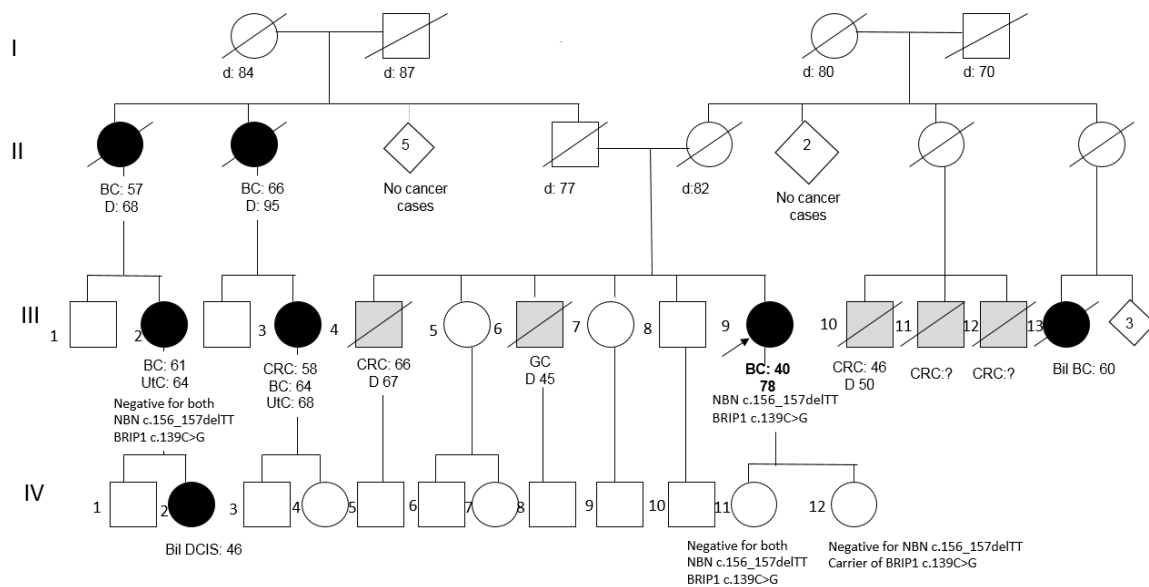 I
d: 84 d: 87 d: 80 d: 70
II
5 2
BC: 57 BC: 66 No cancer d: 77 d:82 No cancer
D: 68 D: 95 cases cases
III
1 2 3 4 5 6 7 8 9 10 11 12 13 3
BC: 61 CRC: 58 CRC: 66 GC BC: 40 CRC: 46 CRC:? CRC:? Bil BC: 60
UtC: 64 BC: 64 D 67 D 45 78 D 50
UtC: 68
Negative for both NBN c.156_157delTT
NBN c.156_157delTT BRIP1 c.139C>G
BRIP1 c.139C>G
IV
1 2 3 4 5 6 7 8 9 10 11 12
Bil DCIS: 46
Negative for both Negative for NBN c.156_157delTT
NBN c.156_157delTT Carrier of BRIP1 c.139C>G
BRIP1 c.139C>G